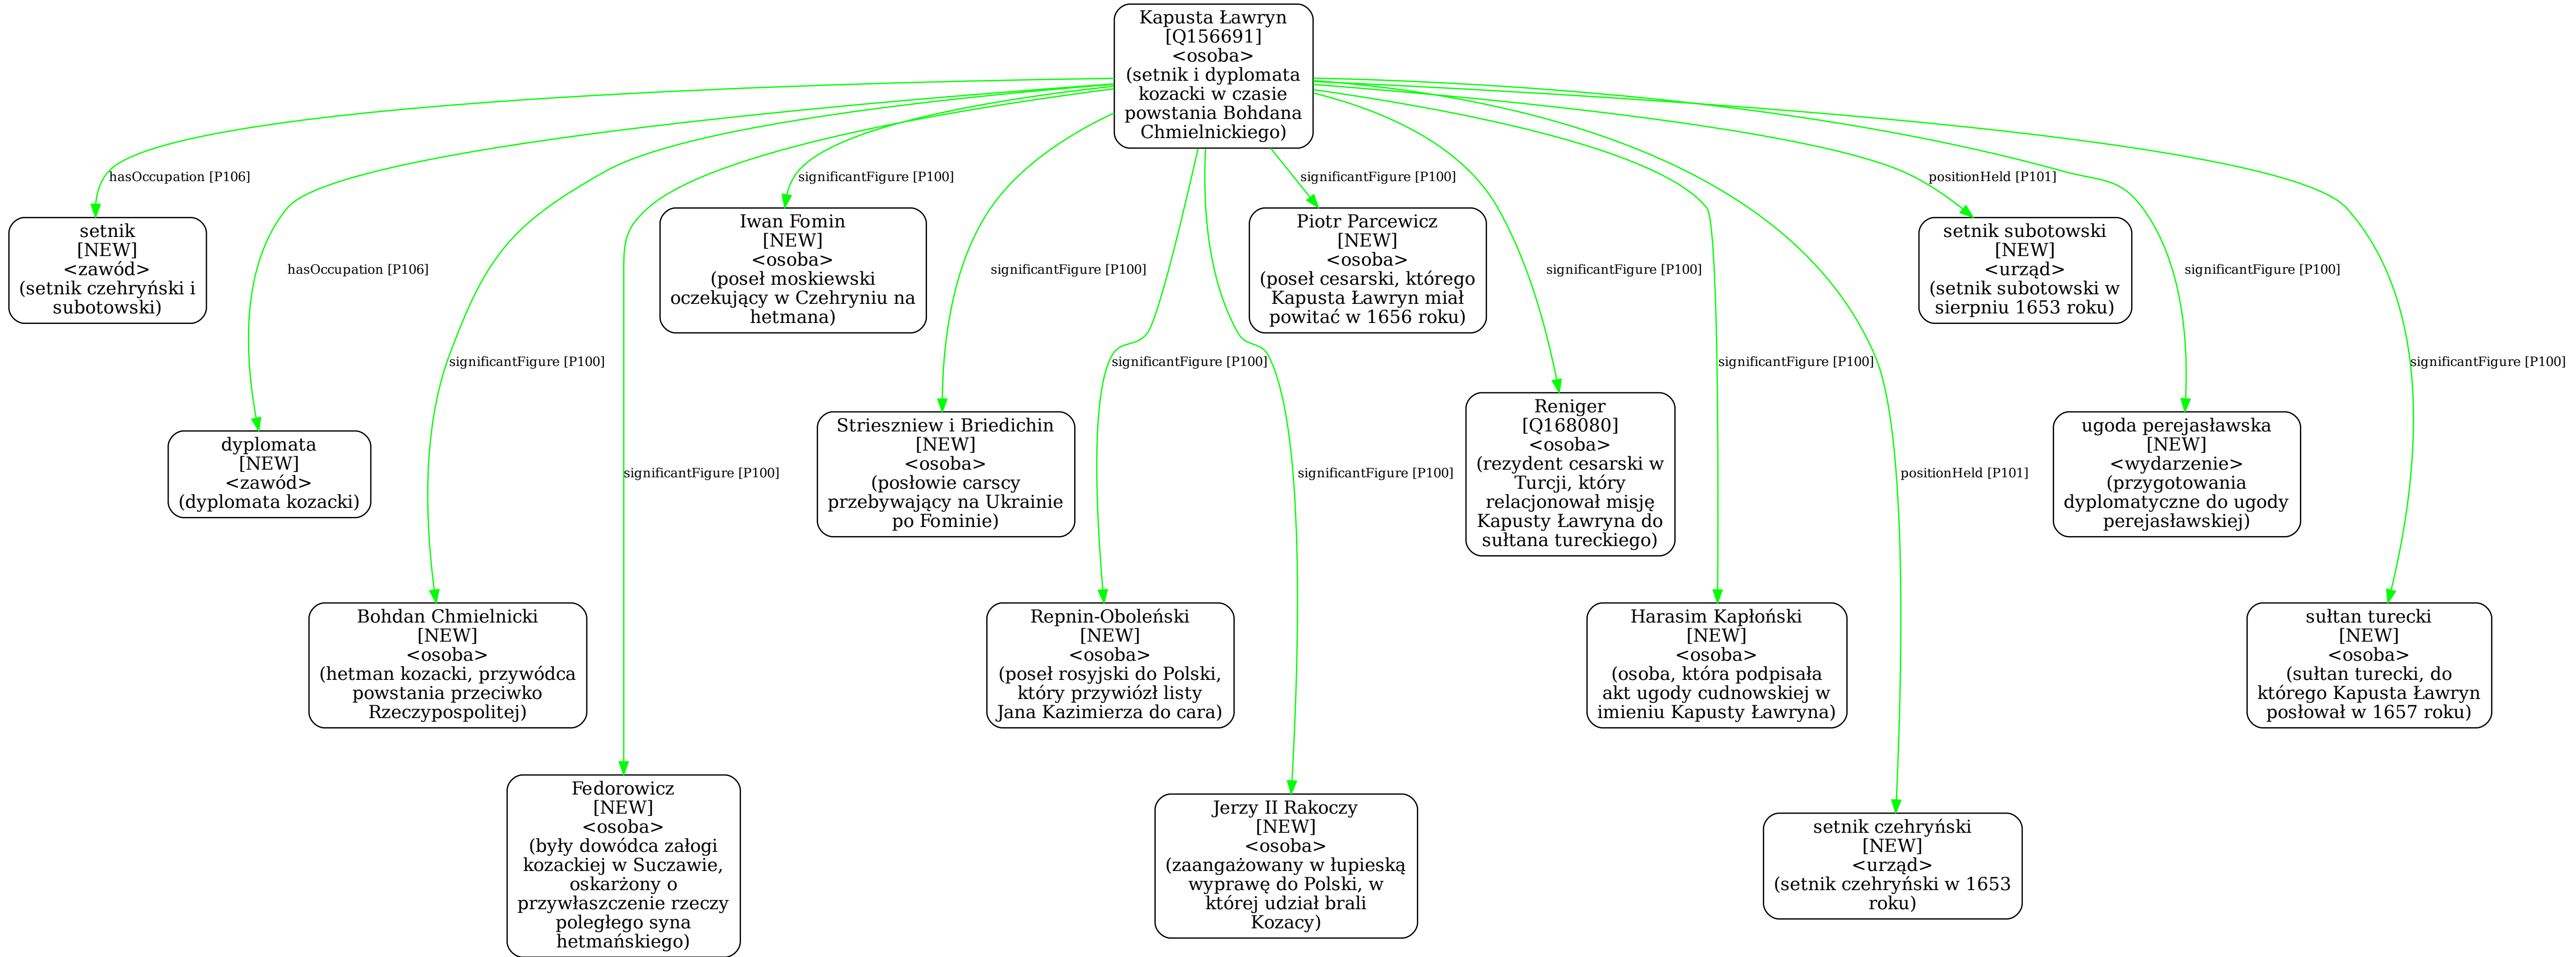 Kapusta Ławryn
[Q156691]
<osoba>
(setnik i dyplomata
kozacki w czasie
powstania Bohdana
Chmielnickiego)
hasOccupation [P106]
significantFigure [P100]
significantFigure [P100]
positionHeld [P101]
setnik
[NEW]
<zawód>
(setnik czehryński i
subotowski)
Iwan Fomin
[NEW]
<osoba>
(poseł moskiewski
oczekujący w Czehryniu na
hetmana)
Piotr Parcewicz
[NEW]
<osoba>
(poseł cesarski, którego
Kapusta Ławryn miał
powitać w 1656 roku)
setnik subotowski
[NEW]
<urząd>
(setnik subotowski w
sierpniu 1653 roku)
hasOccupation [P106]
significantFigure [P100]
significantFigure [P100]
significantFigure [P100]
significantFigure [P100]
significantFigure [P100]
significantFigure [P100]
significantFigure [P100]
dyplomata
[NEW]
<zawód>
(dyplomata kozacki)
Strieszniew i Briedichin
[NEW]
<osoba>
(posłowie carscy
przebywający na Ukrainie
po Fominie)
Reniger
[Q168080]
<osoba>
(rezydent cesarski w
Turcji, który
relacjonował misję
Kapusty Ławryna do
sułtana tureckiego)
ugoda perejasławska
[NEW]
<wydarzenie>
(przygotowania
dyplomatyczne do ugody
perejasławskiej)
significantFigure [P100]
significantFigure [P100]
positionHeld [P101]
Bohdan Chmielnicki
[NEW]
<osoba>
(hetman kozacki, przywódca
powstania przeciwko
Rzeczypospolitej)
Repnin-Oboleński
[NEW]
<osoba>
(poseł rosyjski do Polski,
który przywiózł listy
Jana Kazimierza do cara)
Harasim Kapłoński
[NEW]
<osoba>
(osoba, która podpisała
akt ugody cudnowskiej w
imieniu Kapusty Ławryna)
sułtan turecki
[NEW]
<osoba>
(sułtan turecki, do
którego Kapusta Ławryn
posłował w 1657 roku)
Fedorowicz
[NEW]
<osoba>
(były dowódca załogi
kozackiej w Suczawie,
oskarżony o
przywłaszczenie rzeczy
poległego syna
hetmańskiego)
Jerzy II Rakoczy
[NEW]
<osoba>
(zaangażowany w łupieską
wyprawę do Polski, w
której udział brali
Kozacy)
setnik czehryński
[NEW]
<urząd>
(setnik czehryński w 1653
roku)